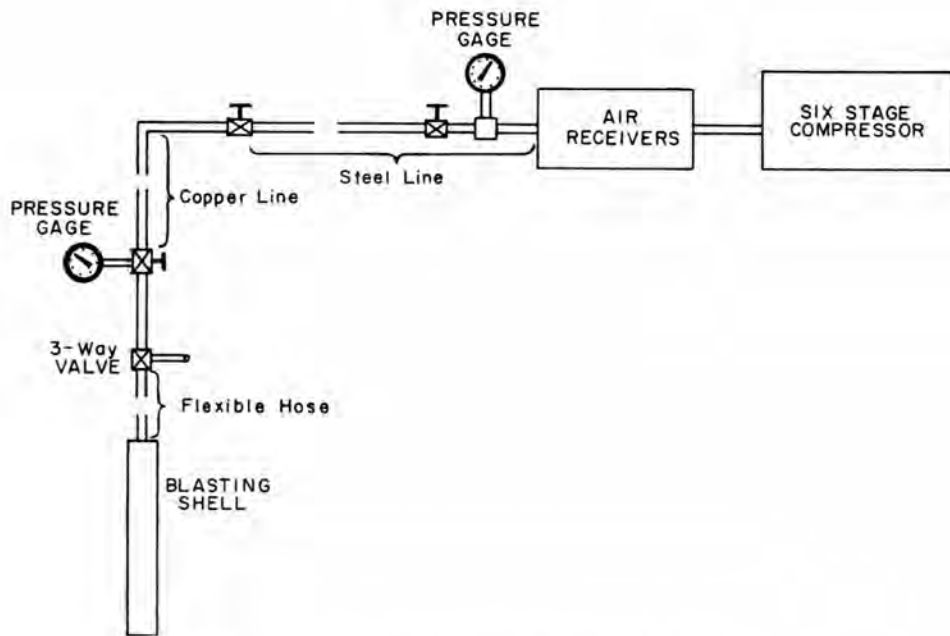 PRESSURE
GAGE
AIR
RECEIVERS
SIX STAGE
COMPRESSOR
Steel Line
Copper Line
PRESSURE
GAGE
3-Way
VALVE
Flexible Hose
BLASTING
SHELL